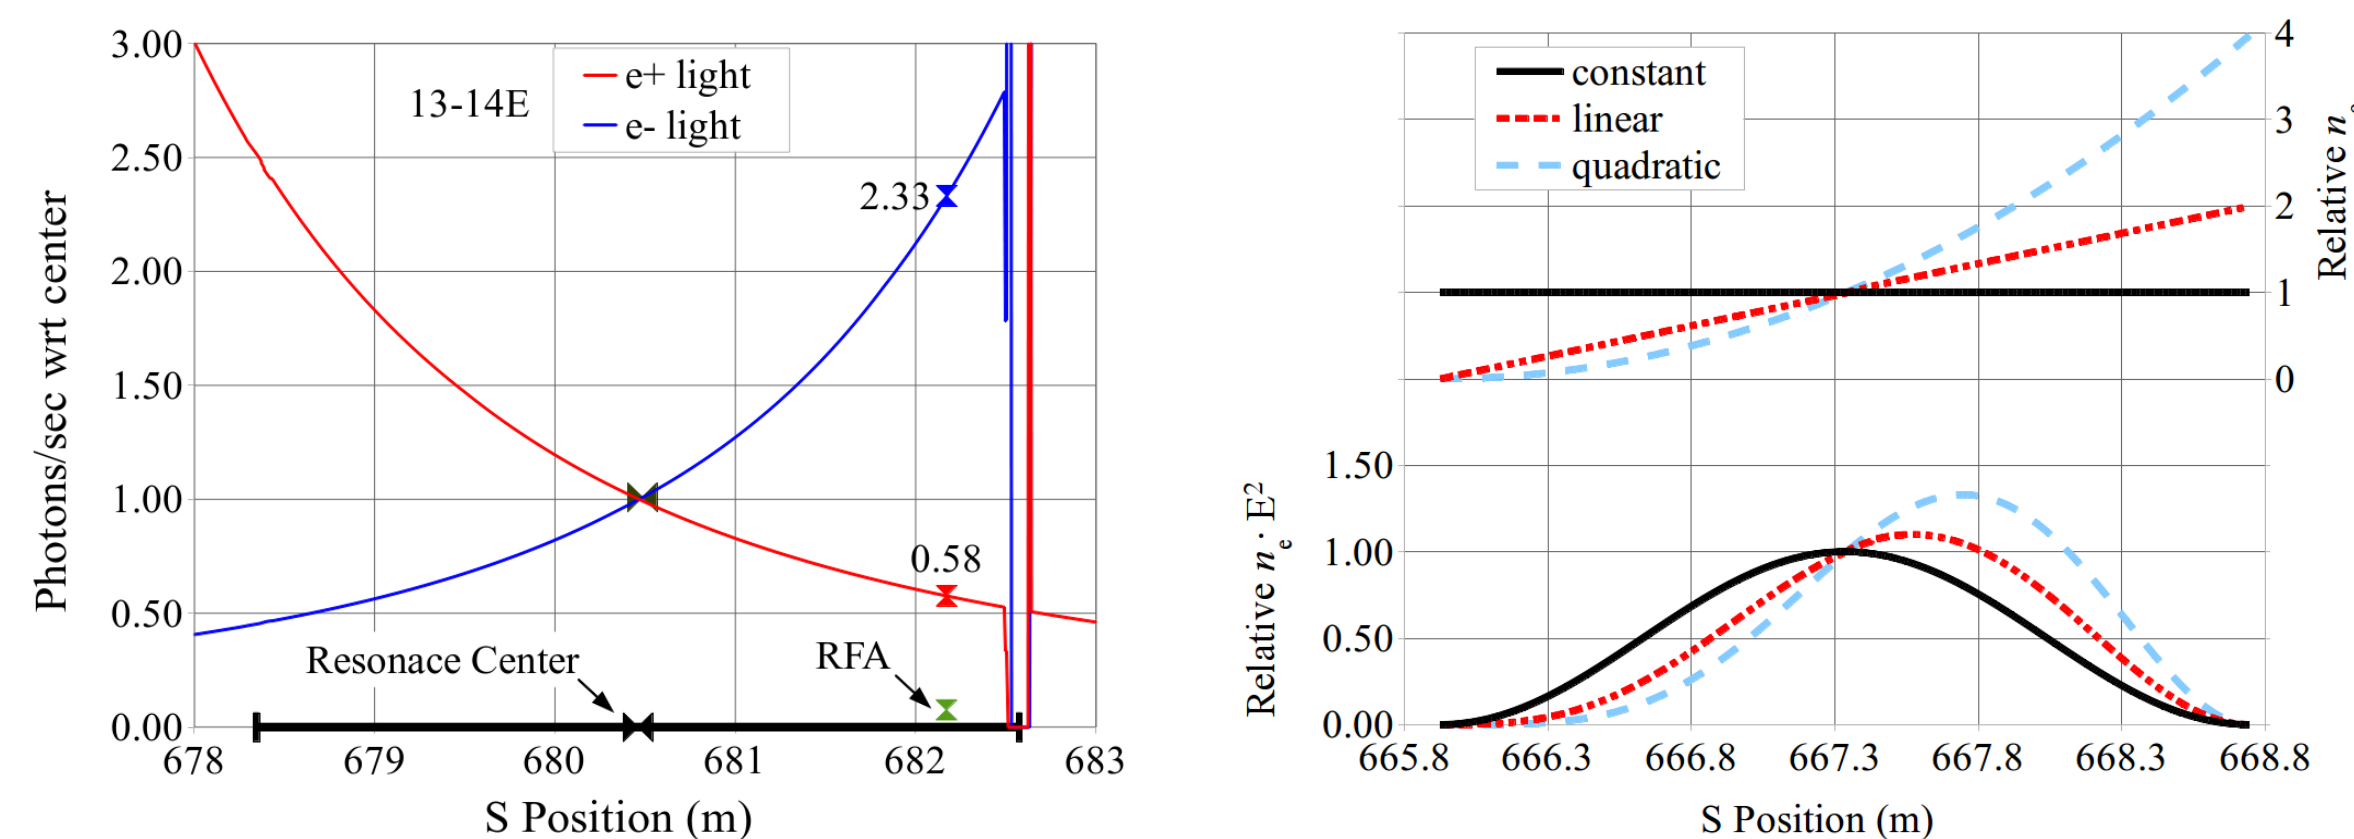 3.00
2.50
2.00
1.50
1.00
0.50
0.00
Photons/sec wrt center
13-14E
e+ light
e- light
2.33
0.58
Resonace Center
RFA
678 679 680 681 682 683
S Position (m)
constant
linear
quadratic
4
3
2
1
0
Relative
1.50
1.00
0.50
0.00
Relative nₑ · E²
665.8 666.3 666.8 667.3 667.8 668.3 668.8
S Position (m)